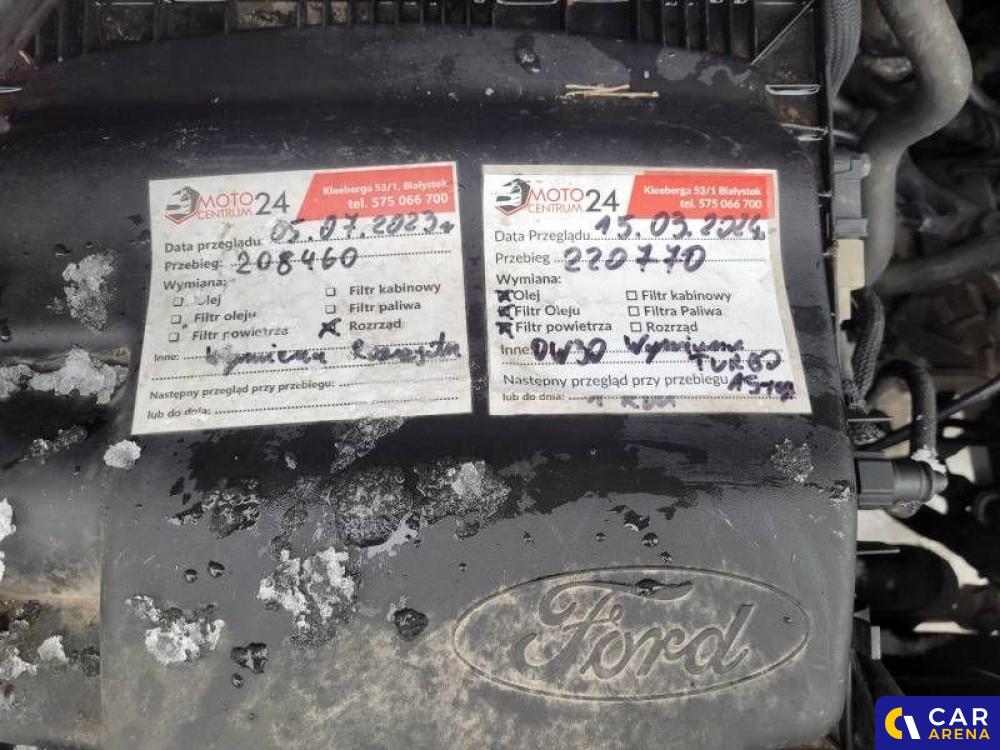 MOTO
CENTRUM 24
Kleeberga 53/1, Białystok
tel. 575 066 700
Data przeglądu: 05.07.2023r
Przebieg: 208460
Wymiana:
Olej
Filtr oleju
Filtr powietrza
Filtr kabinowy
Filtr paliwa
Rozrząd
Inne: Wymiana Rozrządu
Następny przegląd przy przebiegu:
lub do dnia:
MOTO
CENTRUM 24
Kleeberga 53/1 Białystok
tel. 575 066 700
Data Przeglądu 15.03.2024
Przebieg 220770
Wymiana:
Olej
Filtr Oleju
Filtr powietrza
Filtr kabinowy
Filtra Paliwa
Rozrząd
Inne: 0W30 Wymiana
TURBO
Następny przegląd przy przebiegu
lub do dnia:
Ford
CAR
ARENA